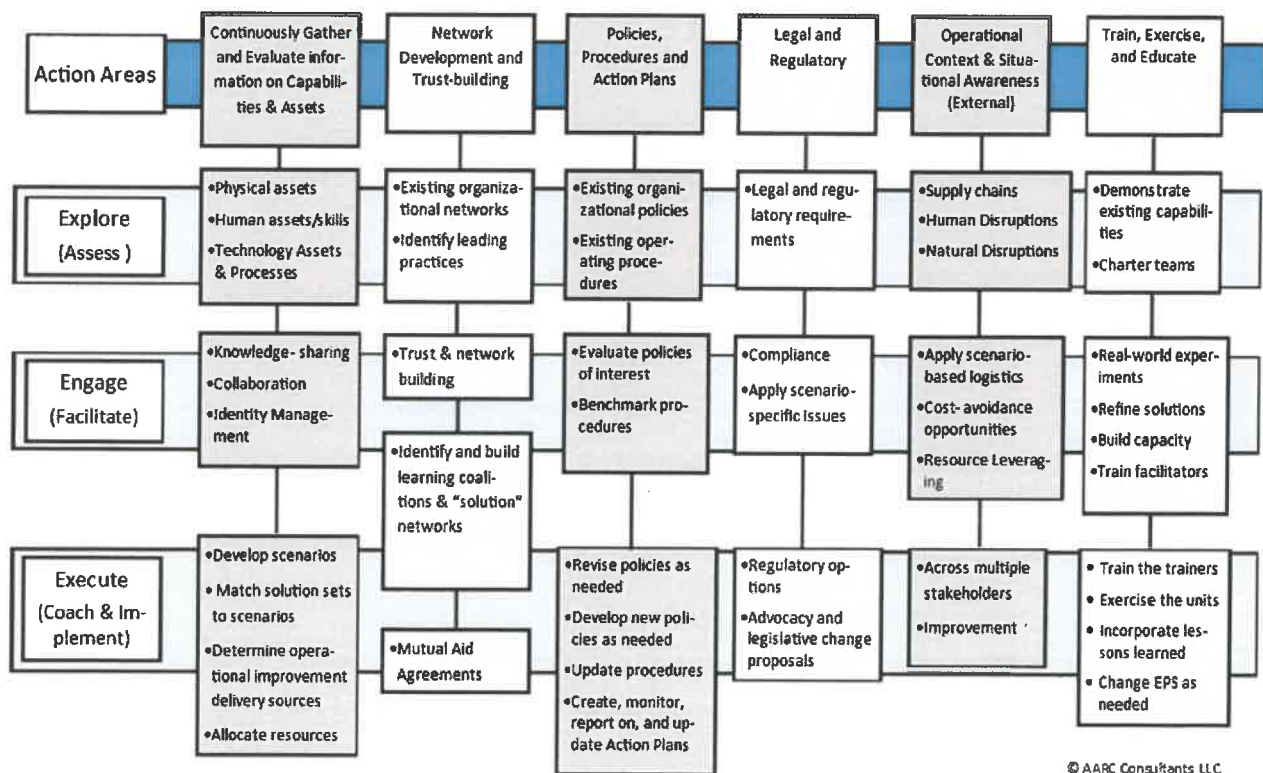 Action Areas
Continuously Gather
and Evaluate infor-
mation on Capabili-
ties & Assets
Network
Development and
Trust-building
Policies,
Procedures and
Action Plans
Legal and
Regulatory
Operational
Context & Situa-
tional Awareness
(External)
Train, Exercise,
and Educate
Explore
(Assess )
•Physical assets
•Human assets/skills
•Technology Assets
& Processes
•Existing organiza-
tional networks
•Identify leading
practices
•Existing organi-
zational policies
•Existing oper-
ating proce-
dures
•Legal and regu-
latory require-
ments
•Supply chains
•Human Disruptions
•Natural Disruptions
•Demonstrate
existing capabili-
ties
•Charter teams
Engage
(Facilitate)
•Knowledge- sharing
•Collaboration
•Identity Manage-
ment
•Trust & network
building
•Identify and build
learning coali-
tions & "solution"
networks
•Evaluate policies
of interest
•Benchmark pro-
cedures
•Compliance
•Apply scenario-
specific issues
•Apply scenario-
based logistics
•Cost- avoidance
opportunities
•Resource Leverag-
ing
•Real-world exper-
iments
•Refine solutions
•Build capacity
•Train facilitators
Execute
(Coach & Im-
plement)
•Develop scenarios
•Match solution sets
to scenarios
•Determine opera-
tional improvement
delivery sources
•Allocate resources
•Mutual Aid
Agreements
•Revise policies as
needed
•Develop new poli-
cies as needed
•Update procedures
•Create, monitor,
report on, and up-
date Action Plans
•Regulatory op-
tions
•Advocacy and
legislative change
proposals
•Across multiple
stakeholders
•Improvement
• Train the trainers
• Exercise the units
• Incorporate les-
sons learned
• Change EPS as
needed
© AARC Consultants LLC